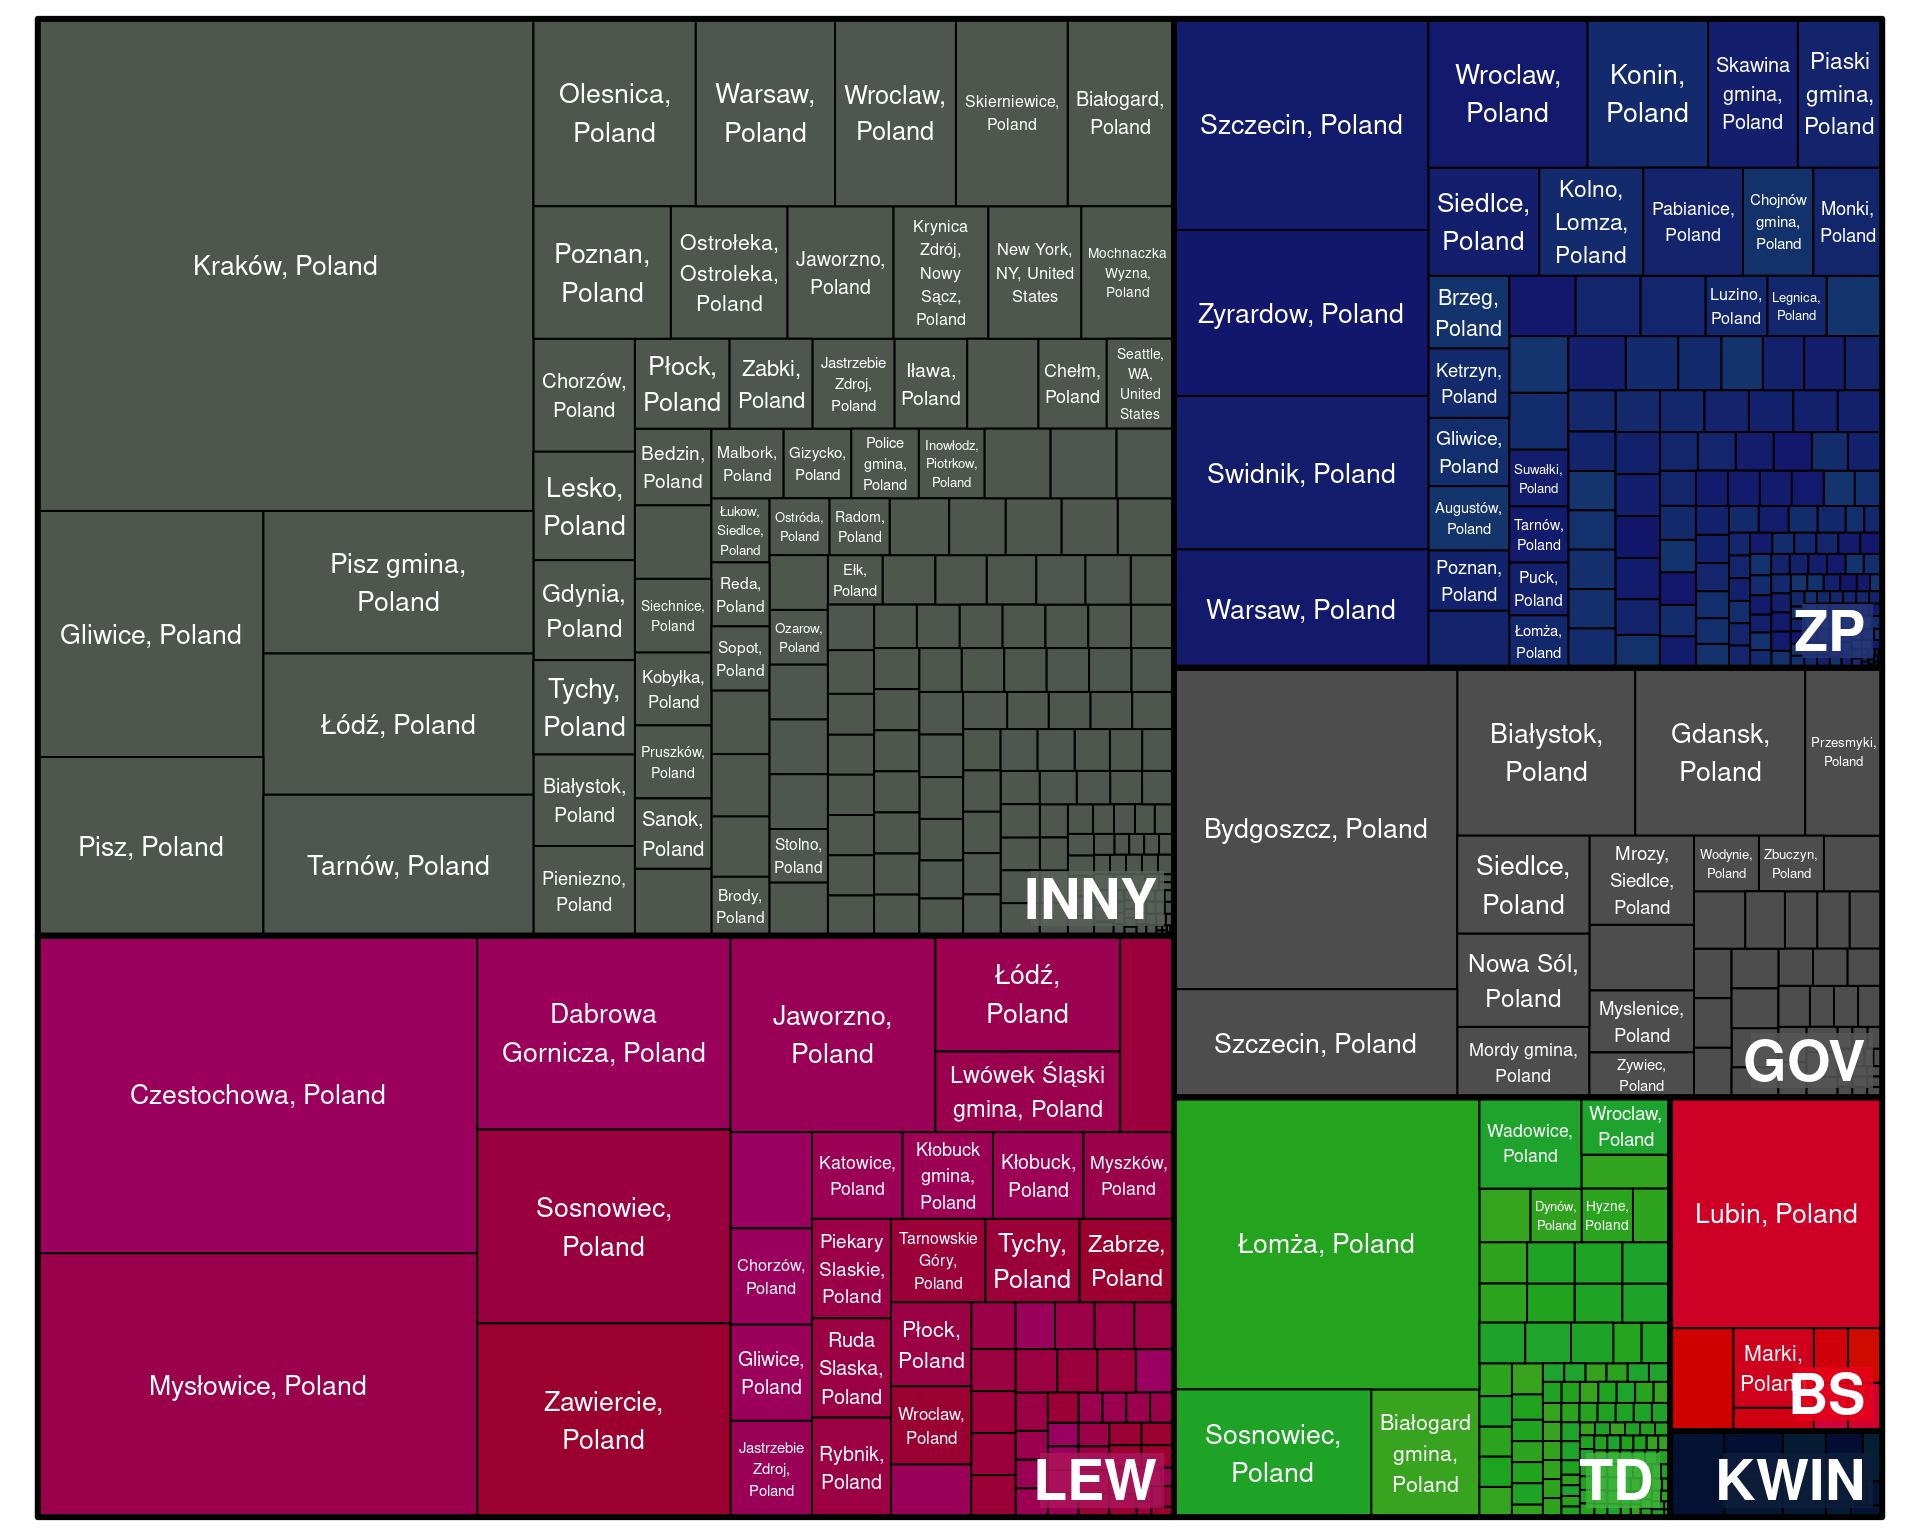 Kraków, Poland
Gliwice, Poland
Pisz, Poland
Pisz gmina,
Poland
Łódź, Poland
Tarnów, Poland
Olesnica,
Poland
Warsaw,
Poland
Wroclaw,
Poland
Skierniewice,
Poland
Białogard,
Poland
Poznan,
Poland
Ostrołeka,
Ostroleka,
Poland
Jaworzno,
Poland
Krynica
Zdrój,
Nowy
Sącz,
Poland
New York,
NY, United
States
Mochnaczka
Wyzna,
Poland
Chorzów,
Poland
Lesko,
Poland
Gdynia,
Poland
Tychy,
Poland
Białystok,
Poland
Pieniezno,
Poland
Płock,
Poland
Zabki,
Poland
Jastrzebie
Zdroj,
Poland
Iława,
Poland
Chełm,
Poland
Seattle,
WA,
United
States
Bedzin,
Poland
Siechnice,
Poland
Kobyłka,
Poland
Pruszków,
Poland
Sanok,
Poland
Malbork,
Poland
Gizycko,
Poland
Police
gmina,
Poland
Inowłodz,
Piotrkow,
Poland
Łukow,
Siedlce,
Poland
Reda,
Poland
Sopot,
Poland
Brody,
Poland
Ostróda,
Poland
Radom,
Poland
Ozarow,
Poland
Stolno,
Poland
Ełk,
Poland
INNY
Szczecin, Poland
Zyrardow, Poland
Swidnik, Poland
Warsaw, Poland
Wroclaw,
Poland
Konin,
Poland
Skawina
gmina,
Poland
Piaski
gmina,
Poland
Siedlce,
Poland
Kolno,
Lomza,
Poland
Pabianice,
Poland
Chojnów
gmina,
Poland
Monki,
Poland
Brzeg,
Poland
Ketrzyn,
Poland
Gliwice,
Poland
Augustów,
Poland
Poznan,
Poland
Luzino,
Poland
Legnica,
Poland
Suwałki,
Poland
Tarnów,
Poland
Puck,
Poland
Łomża,
Poland
ZP
Bydgoszcz, Poland
Szczecin, Poland
Białystok,
Poland
Gdansk,
Poland
Przesmyki,
Poland
Siedlce,
Poland
Nowa Sól,
Poland
Mordy gmina,
Poland
Mrozy,
Siedlce,
Poland
Myslenice,
Poland
Zywiec,
Poland
Wodynie,
Poland
Zbuczyn,
Poland
GOV
Czestochowa, Poland
Mysłowice, Poland
Dabrowa
Gornicza, Poland
Sosnowiec,
Poland
Zawiercie,
Poland
Jaworzno,
Poland
Łódź,
Poland
Lwówek Śląski
gmina, Poland
Chorzów,
Poland
Gliwice,
Poland
Jastrzebie
Zdroj,
Poland
Katowice,
Poland
Kłobuck
gmina,
Poland
Kłobuck,
Poland
Myszków,
Poland
Piekary
Slaskie,
Poland
Ruda
Slaska,
Poland
Rybnik,
Poland
Tarnowskie
Góry,
Poland
Tychy,
Poland
Zabrze,
Poland
Płock,
Poland
Wroclaw,
Poland
LEW
Łomża, Poland
Sosnowiec,
Poland
Białogard
gmina,
Poland
Wadowice,
Poland
Wroclaw,
Poland
Dynów,
Poland
Hyzne,
Poland
TD
Lubin, Poland
Marki,
Poland
BS
KWIN